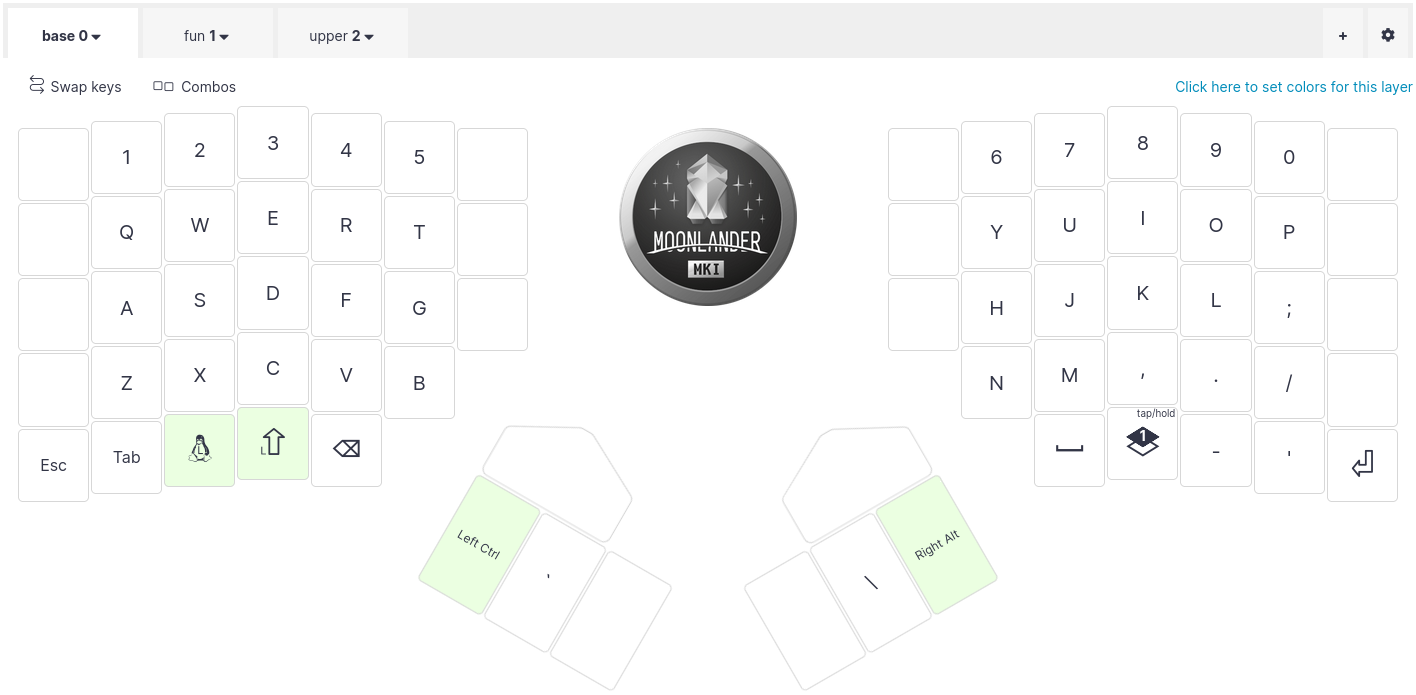 base 0
fun 1
upper 2
+
Swap keys
Combos
Click here to set colors for this layer
1 2 3 4 5 6 7 8 9 0
Q W E R T Y U I O P
A S D F G H J K L ;
Z X C V B N M , . /
tap/hold
Esc Tab L L 1 - '
MOONLANDER
MKI
Left Ctrl ' \ Right Alt